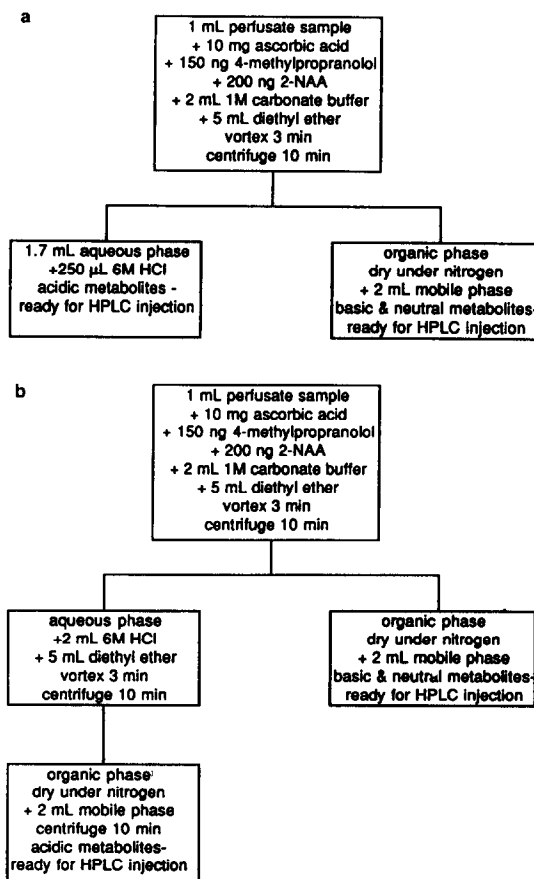 a
1 mL perfusate sample
+ 10 mg ascorbic acid
+ 150 ng 4-methylpropranolol
+ 200 ng 2-NAA
+ 2 mL 1M carbonate buffer
+ 5 mL diethyl ether
vortex 3 min
centrifuge 10 min
1.7 mL aqueous phase
+250 µL 6M HCl
acidic metabolites -
ready for HPLC injection
organic phase
dry under nitrogen
+ 2 mL mobile phase
basic & neutral metabolites-
ready for HPLC injection
b
1 mL perfusate sample
+ 10 mg ascorbic acid
+ 150 ng 4-methylpropranolol
+ 200 ng 2-NAA
+ 2 mL 1M carbonate buffer
+ 5 mL diethyl ether
vortex 3 min
centrifuge 10 min
aqueous phase
+2 mL 6M HCl
+ 5 mL diethyl ether
vortex 3 min
centrifuge 10 min
organic phase
dry under nitrogen
+ 2 mL mobile phase
basic & neutral metabolites-
ready for HPLC injection
organic phase
dry under nitrogen
+ 2 mL mobile phase
centrifuge 10 min
acidic metabolites-
ready for HPLC injection